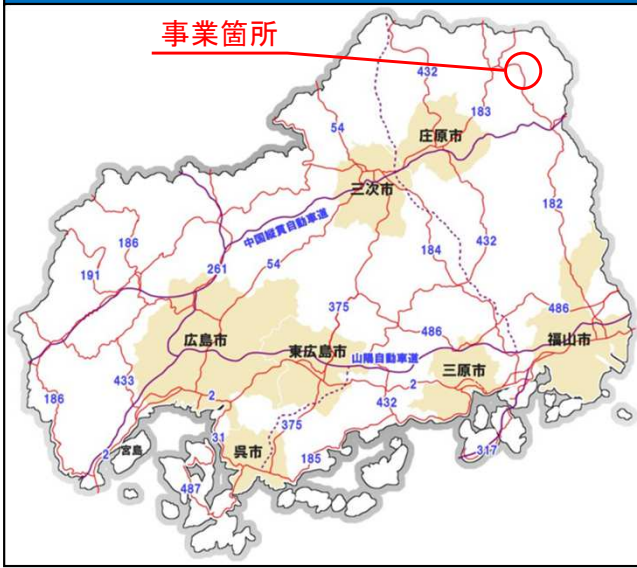 事業箇所
432
183
54
庄原市
三次市
182
中国縦貫自動車道
186
191
261
54
184
432
375
486
486
広島市
東広島市
山陽自動車道
福山市
三原市
433
186
2
2
432
31
375
185
2
宮島
呉市
317
487